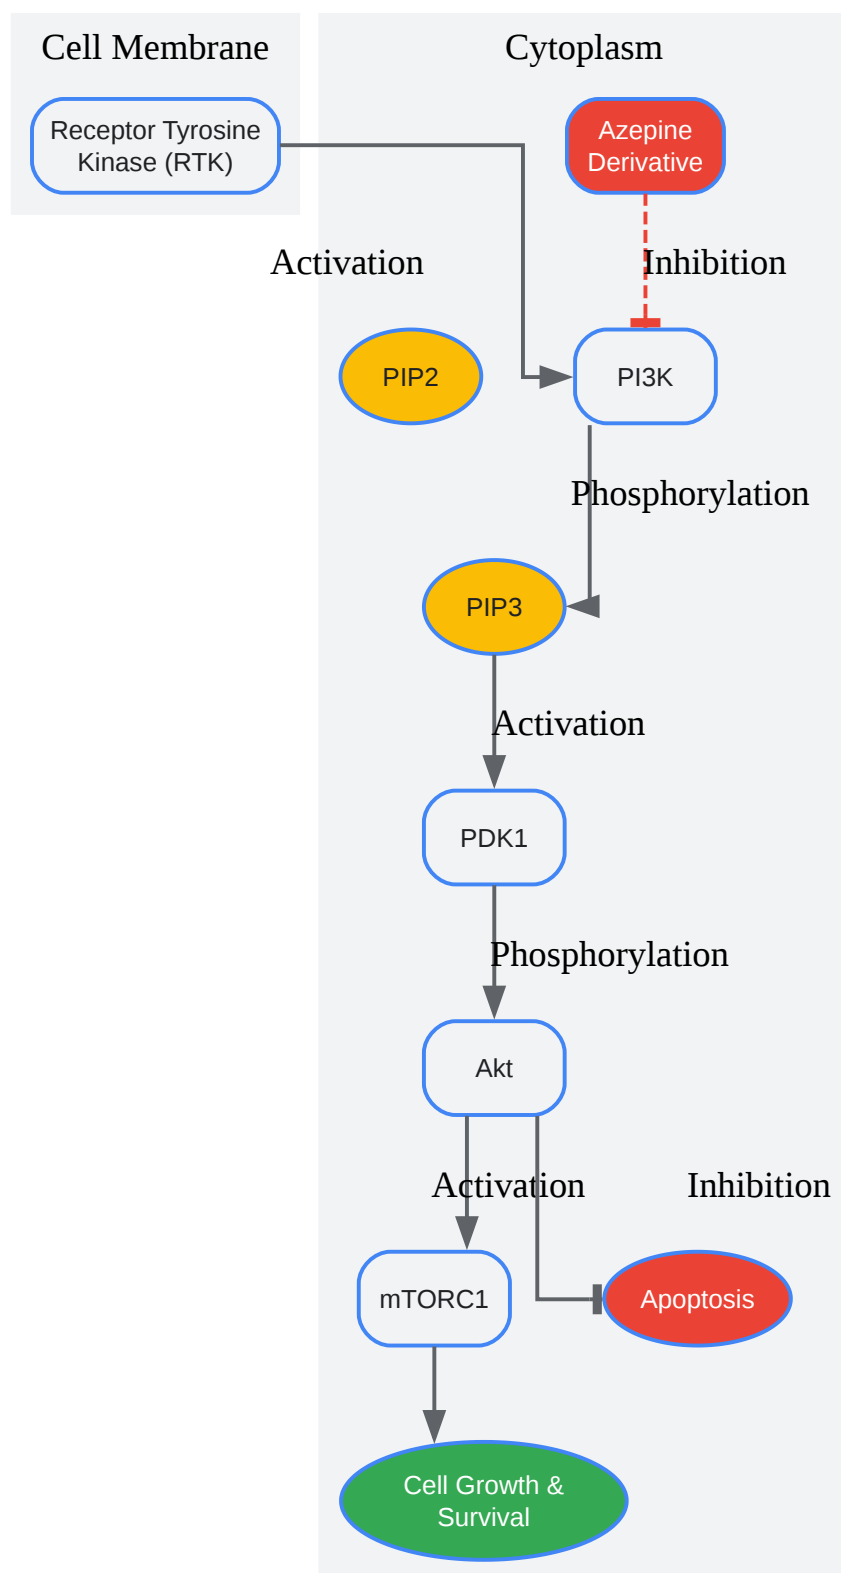 Cell Membrane
Cytoplasm
Receptor Tyrosine
Kinase (RTK)
Azepine
Derivative
Activation
Inhibition
PIP2
PI3K
Phosphorylation
PIP3
Activation
PDK1
Phosphorylation
Akt
Activation
Inhibition
mTORC1
Apoptosis
Cell Growth &
Survival